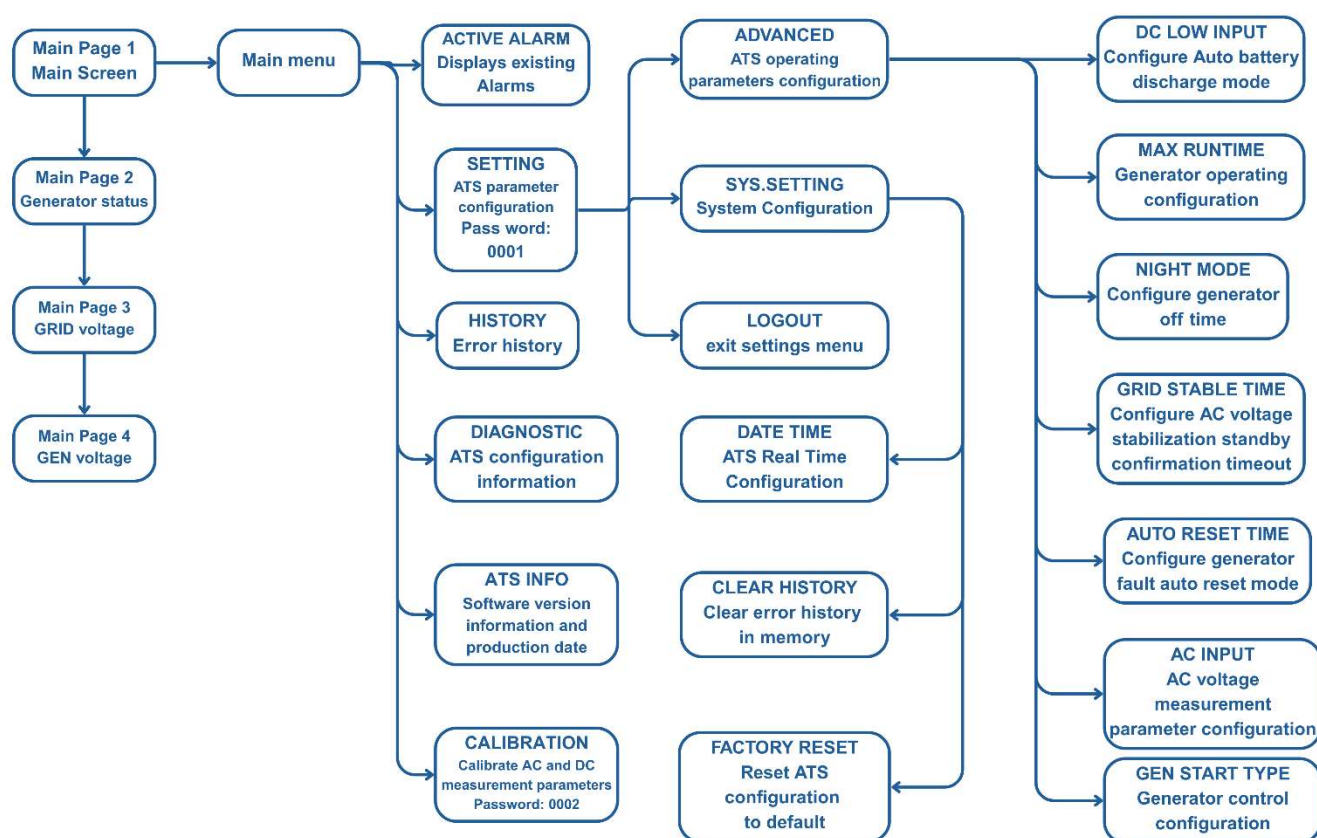 Main Page 1
Main Screen
Main Page 2
Generator status
Main Page 3
GRID voltage
Main Page 4
GEN voltage
Main menu
ACTIVE ALARM
Displays existing
Alarms
SETTING
ATS parameter
configuration
Pass word:
0001
HISTORY
Error history
DIAGNOSTIC
ATS configuration
information
ATS INFO
Software version
information and
production date
CALIBRATION
Calibrate AC and DC
measurement parameters
Password: 0002
ADVANCED
ATS operating
parameters configuration
SYS.SETTING
System Configuration
LOGOUT
exit settings menu
DATE TIME
ATS Real Time
Configuration
CLEAR HISTORY
Clear error history
in memory
FACTORY RESET
Reset ATS
configuration
to default
DC LOW INPUT
Configure Auto battery
discharge mode
MAX RUNTIME
Generator operating
configuration
NIGHT MODE
Configure generator
off time
GRID STABLE TIME
Configure AC voltage
stabilization standby
confirmation timeout
AUTO RESET TIME
Configure generator
fault auto reset mode
AC INPUT
AC voltage
measurement
parameter configuration
GEN START TYPE
Generator control
configuration